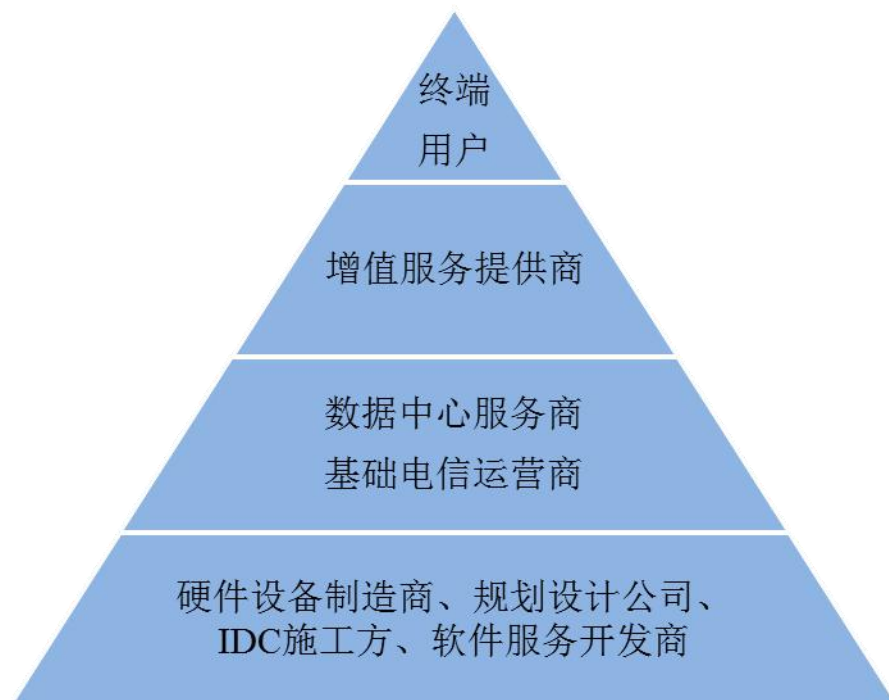 终端
用户
增值服务提供商
数据中心服务商
基础电信运营商
硬件设备制造商、规划设计公司、
IDC施工方、软件服务开发商